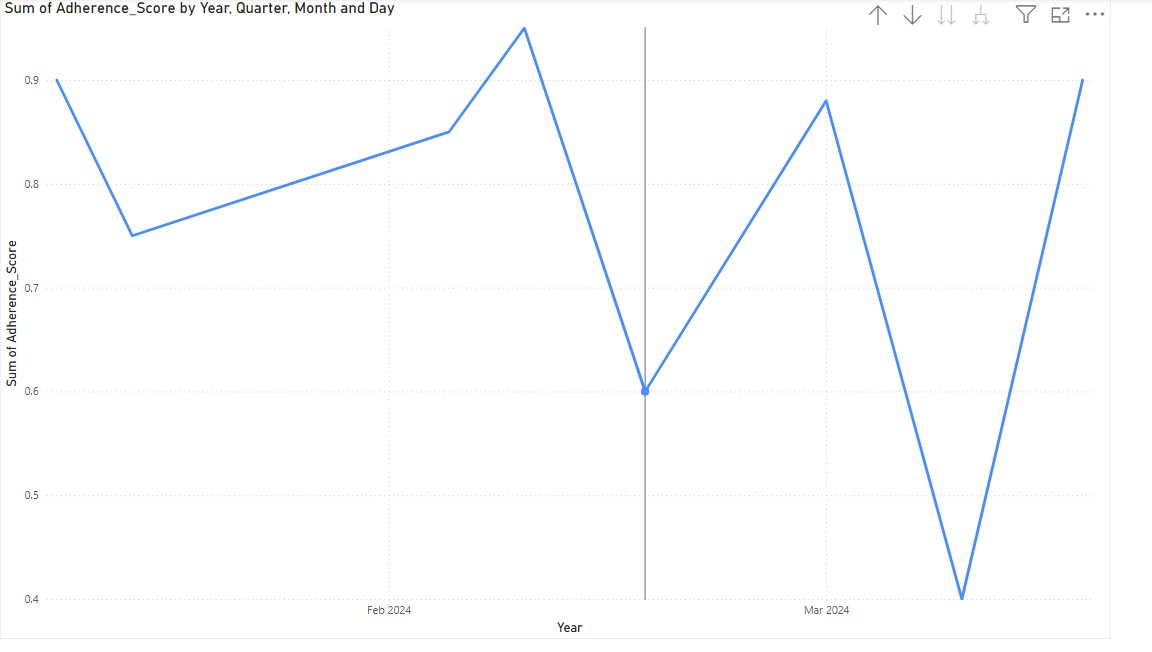 Sum of Adherence_Score by Year, Quarter, Month and Day
Sum of Adherence_Score
0.9
0.8
0.7
0.6
0.5
0.4
Feb 2024
Mar 2024
Year